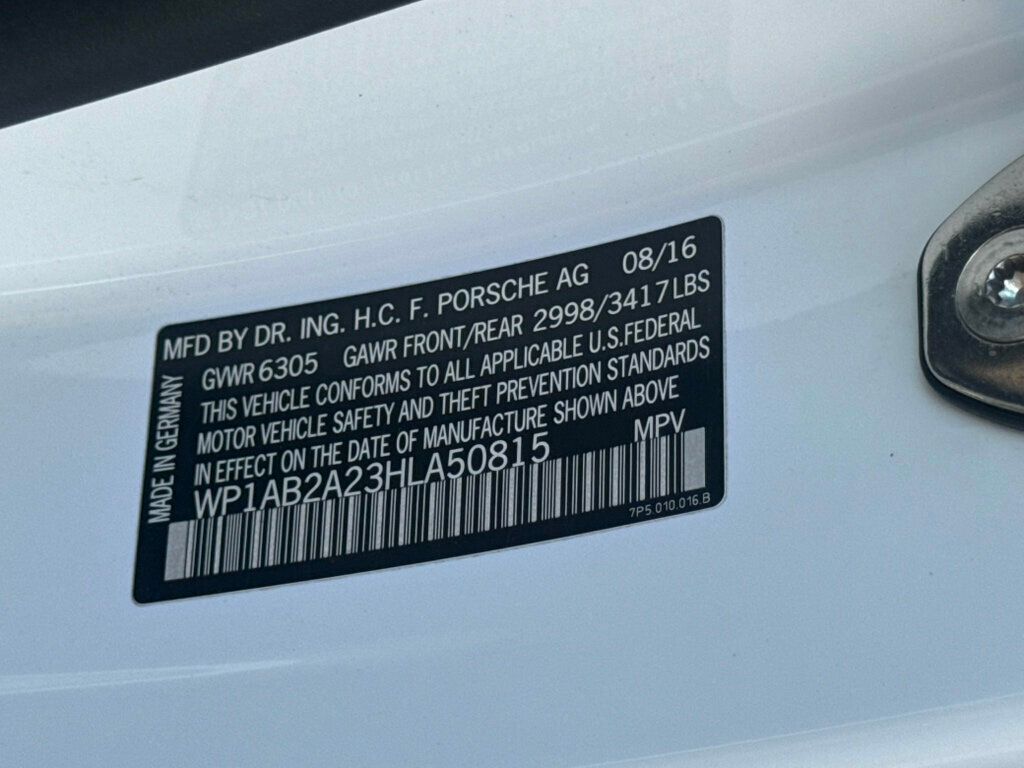 MFD BY DR. ING. H.C. F. PORSCHE AG 08/16
GVWR 6305 GAWR FRONT/REAR 2998/3417LBS
THIS VEHICLE CONFORMS TO ALL APPLICABLE U.S.FEDERAL
MOTOR VEHICLE SAFETY AND THEFT PREVENTION STANDARDS
IN EFFECT ON THE DATE OF MANUFACTURE SHOWN ABOVE
WP1AB2A23HLA50815 MPV
7P5.010.016.B
MADE IN GERMANY